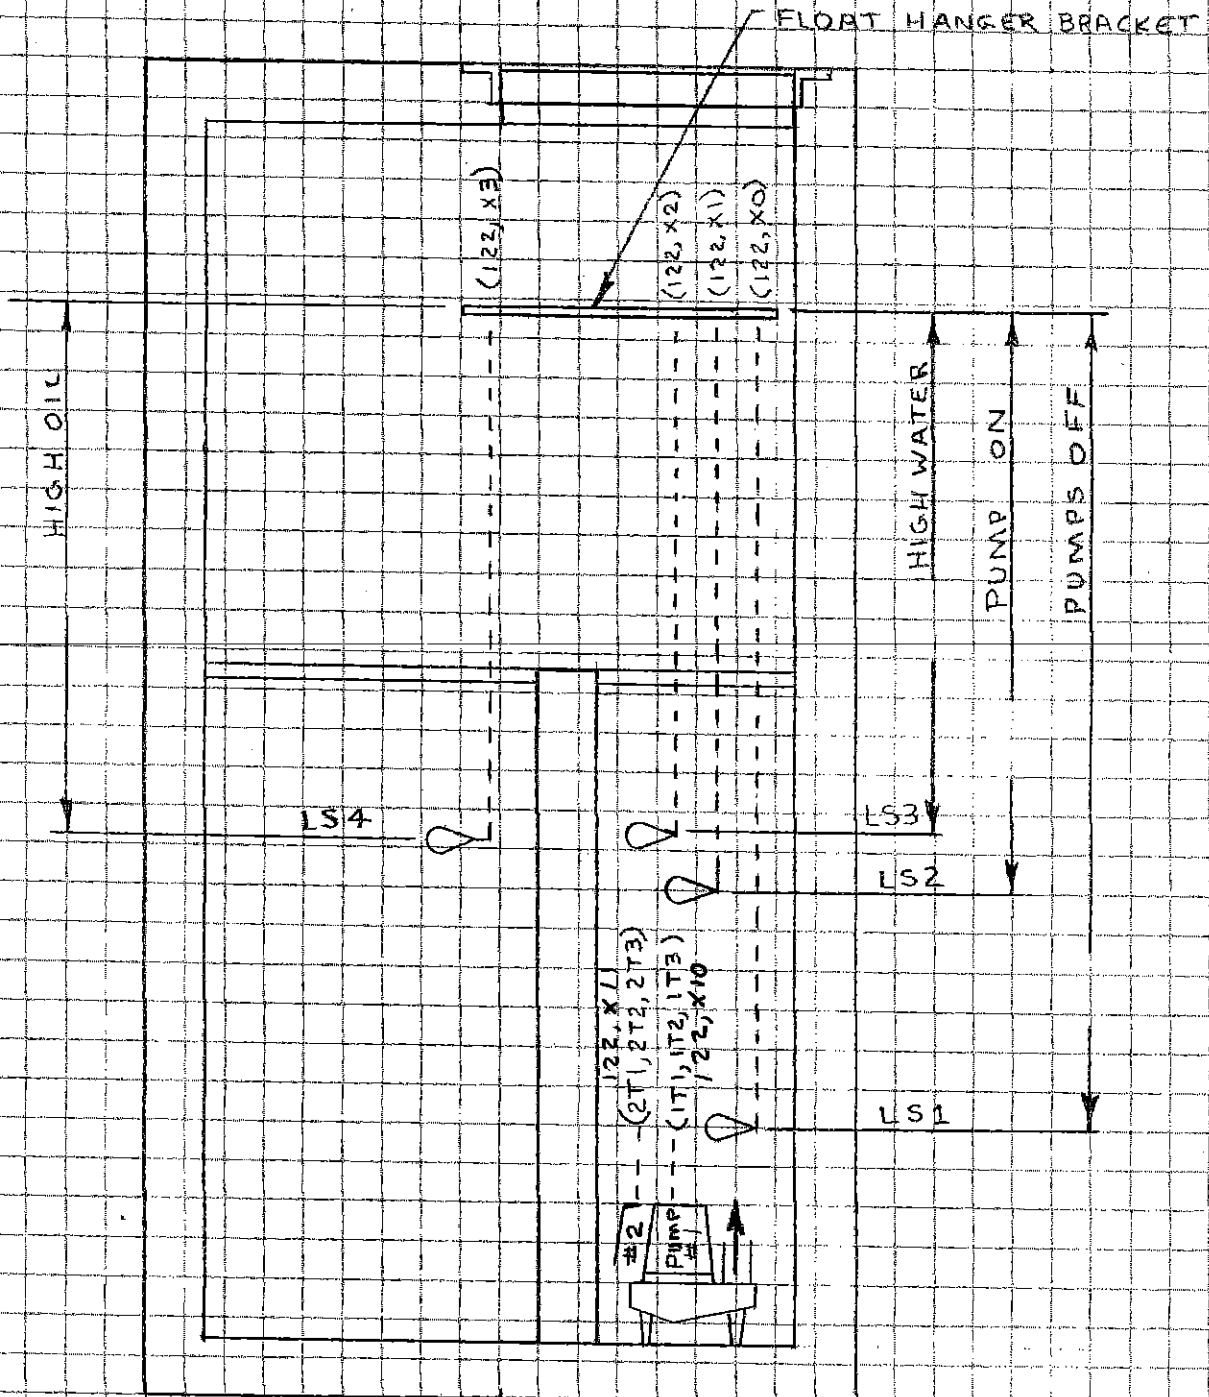 FLOAT HANGER BRACKET
(122, X3)
(122, X2)
(122, X1)
(122, X0)
HIGH OIL
HIGH WATER
PUMP ON
PUMPS OFF
LS4
LS3
LS2
LS1
122, X11
(2T1, 2T2, 2T3)
(1T1, 1T2, 1T3)
122, X10
#2
Pump
#1